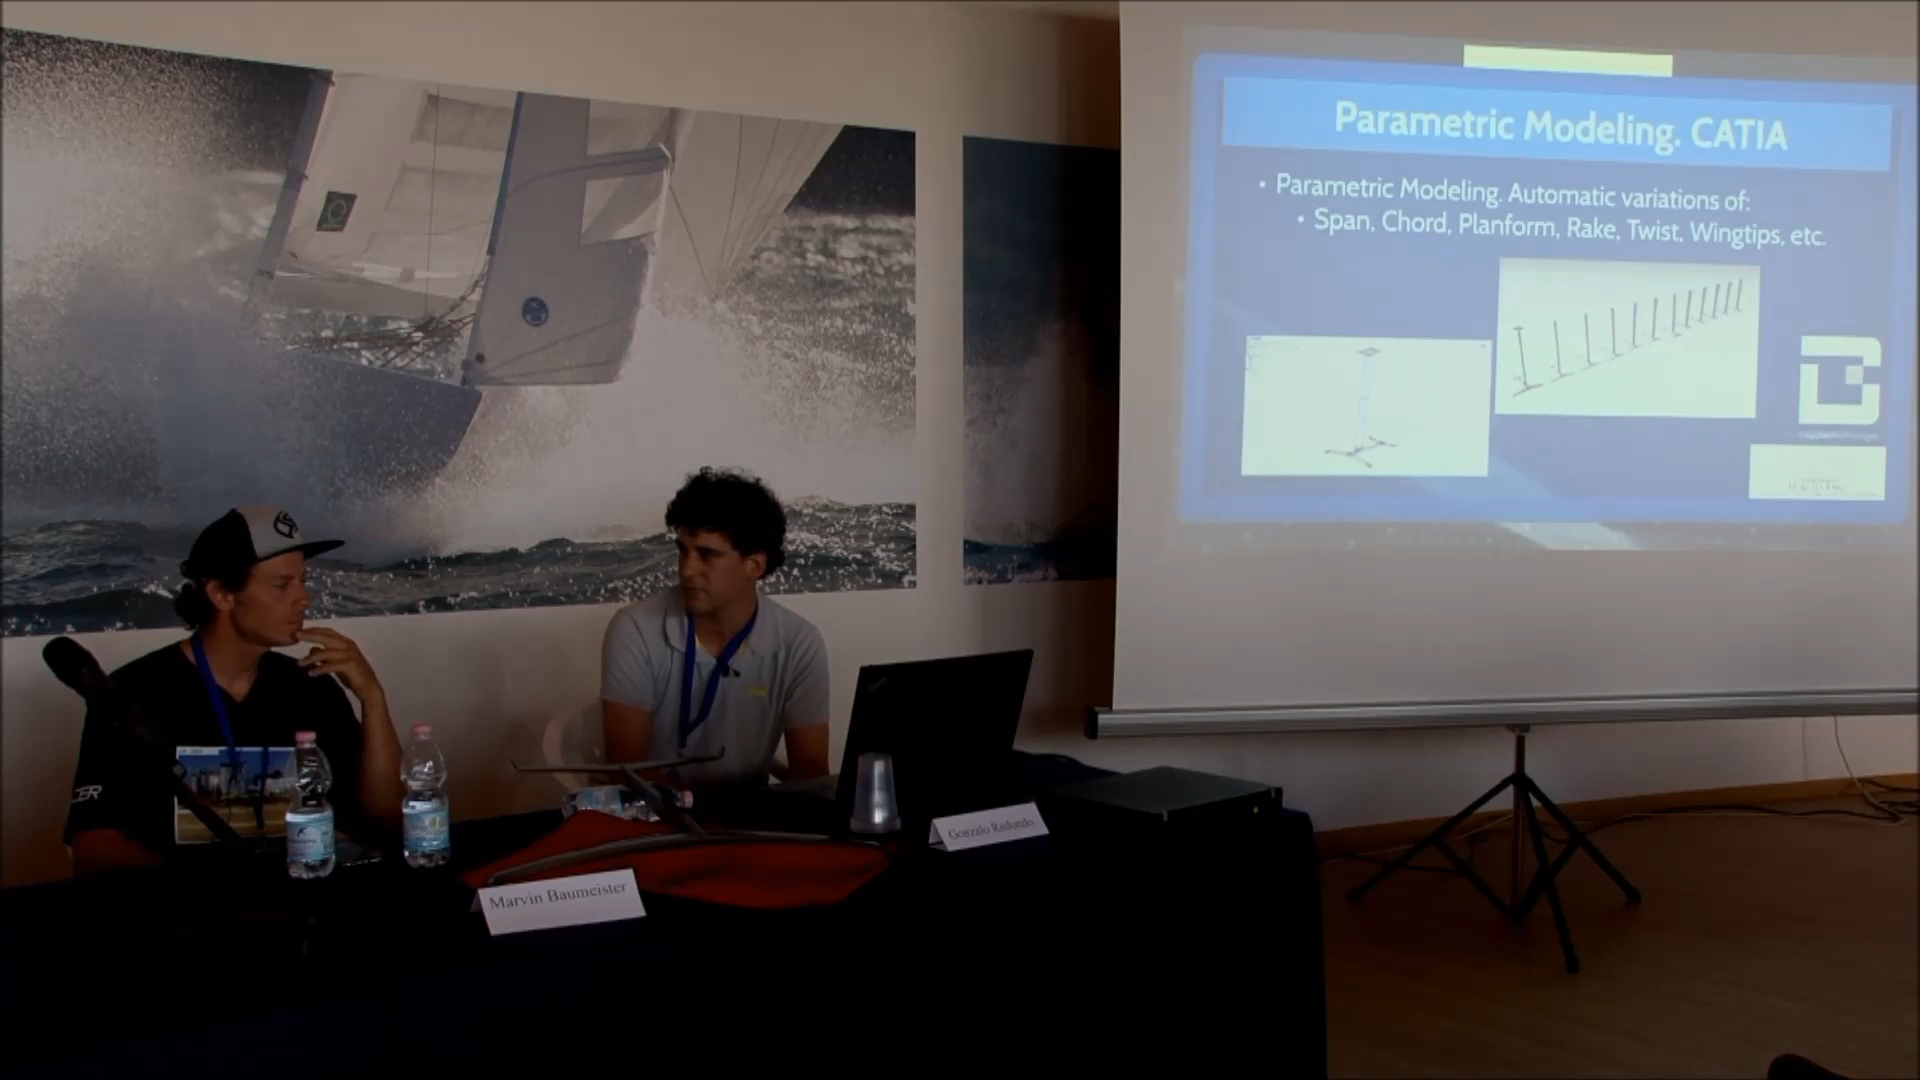 Parametric Modeling. CATIA
• Parametric Modeling. Automatic variations of:
• Span, Chord, Planform, Rake, Twist, Wingtips, etc.
Marvin Baumeister
Gonzalo Redondo